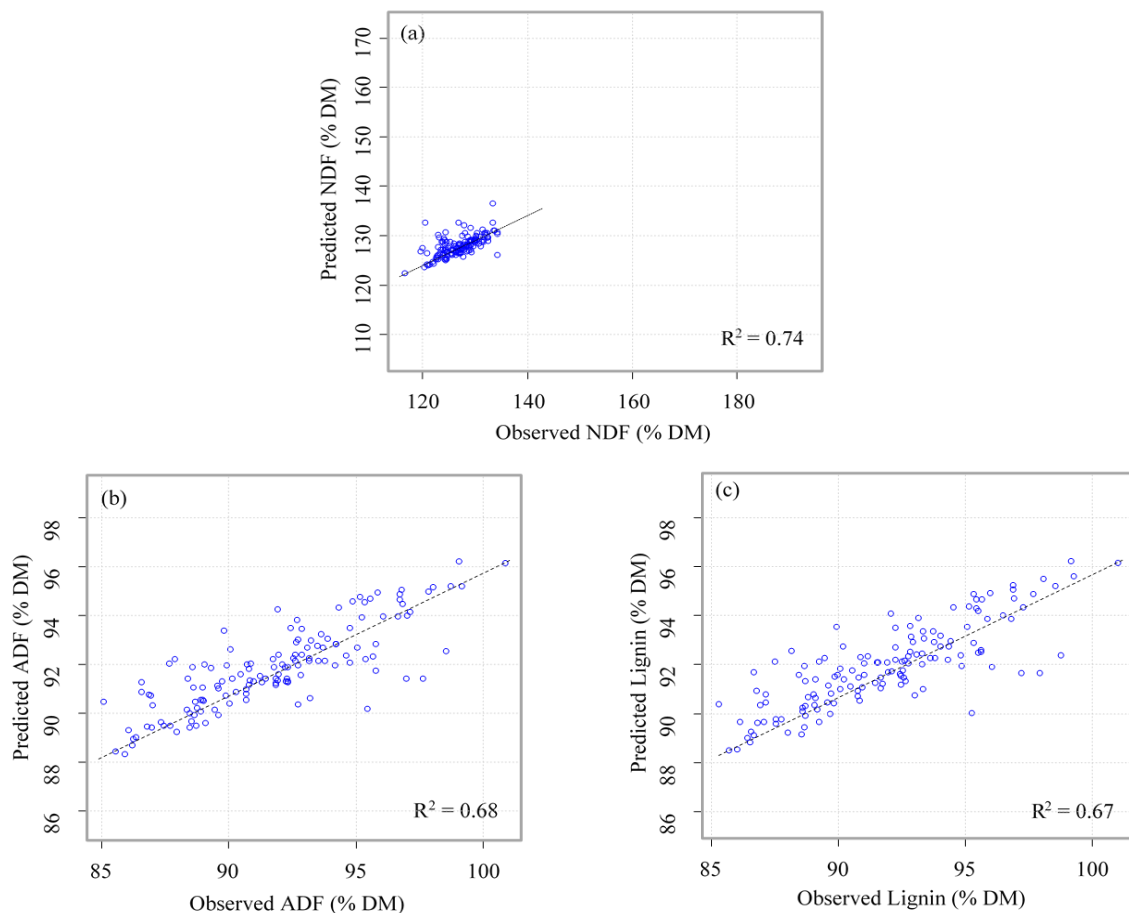 (a)
Predicted NDF (% DM)
170
160
150
140
130
120
110
R² = 0.74
120 140 160 180
Observed NDF (% DM)
(b)
Predicted ADF (% DM)
98
96
94
92
90
88
86
R² = 0.68
85 90 95 100
Observed ADF (% DM)
(c)
Predicted Lignin (% DM)
98
96
94
92
90
88
86
R² = 0.67
85 90 95 100
Observed Lignin (% DM)